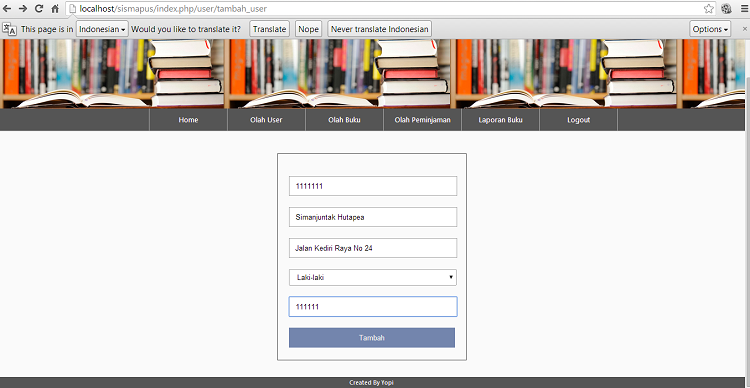 localhost/sismapus/index.php/user/tambah_user
This page is in Indonesian Would you like to translate it? Translate Nope Never translate Indonesian Options
Home Olah User Olah Buku Olah Peminjaman Laporan Buku Logout
1111111
Simanjuntak Hutapea
Jalan Kediri Raya No 24
Laki-laki
111111
Tambah
Created By Yopi